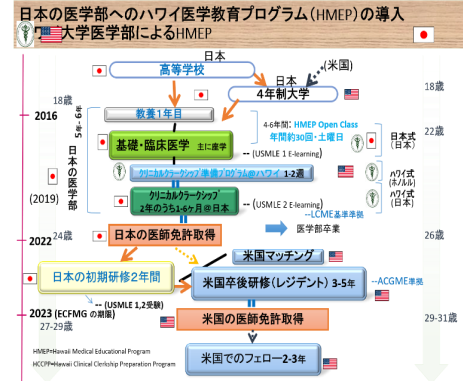 日本の医学部へのハワイ医学教育プログラム（HMEP）の導入
大学医学部によるHMEP
日本
高等学校
(米国)
日本
4年制大学
18歳
18歳
2016
教養1年目
5年- 6年
日本の医学部
4-6年間: HMEP Open Class
年間約30回・土曜日
22歳
基礎・臨床医学 主に座学
日本式
(日本)
-- (USMLE 1 E-learning)
クリニカルクラークシップ準備プログラム@ハワイ 1-2週
ハワイ式
(ホノルル)
(2019)
クリニカルクラークシップ
2年のうち1-6ヶ月@日本
ハワイ式
(日本)
-- (USMLE 2 E-learning)
--LCME基準準拠
医学部卒業
2022
24歳
日本の医師免許取得
26歳
米国マッチング
日本の初期研修2年間
米国卒後研修（レジデント）3-5年
--ACGME準拠
-- (USMLE 1,2受験)
2023 (ECFMG の期限)
27-29歳
米国の医師免許取得
29-31歳
米国でのフェロー2-3年
HMEP=Hawaii Medical Educational Program
HCCPP=Hawaii Clinical Clerkship Preparation Program